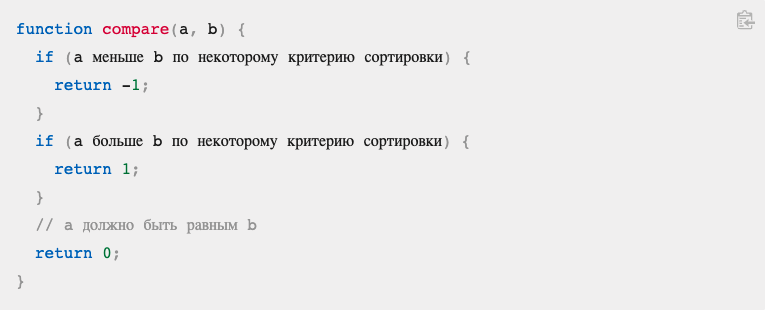 function compare(a, b) {
  if (a меньше b по некоторому критерию сортировки) {
    return -1;
  }
  if (a больше b по некоторому критерию сортировки) {
    return 1;
  }
  // a должно быть равным b
  return 0;
}